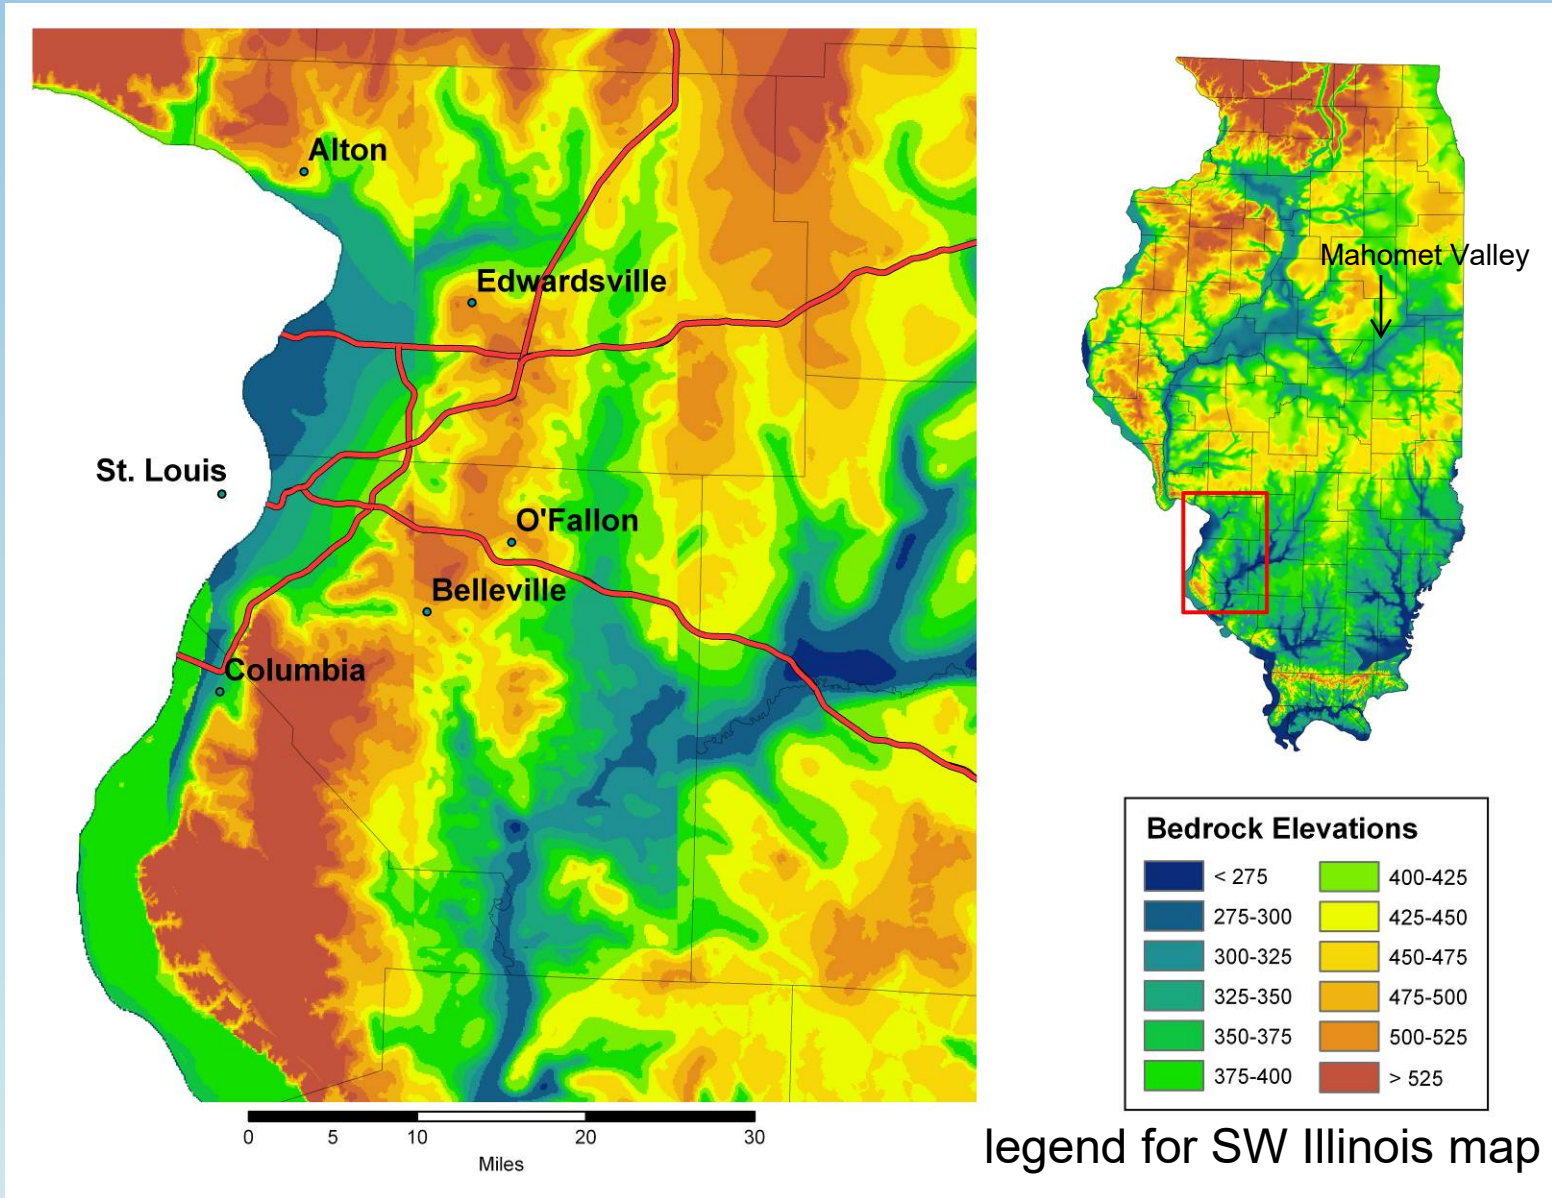 Alton
Edwardsville
St. Louis
O'Fallon
Belleville
Columbia
0 5 10 20 30
Miles
Mahomet Valley
Bedrock Elevations
< 275
275-300
300-325
325-350
350-375
375-400
400-425
425-450
450-475
475-500
500-525
> 525
legend for SW Illinois map